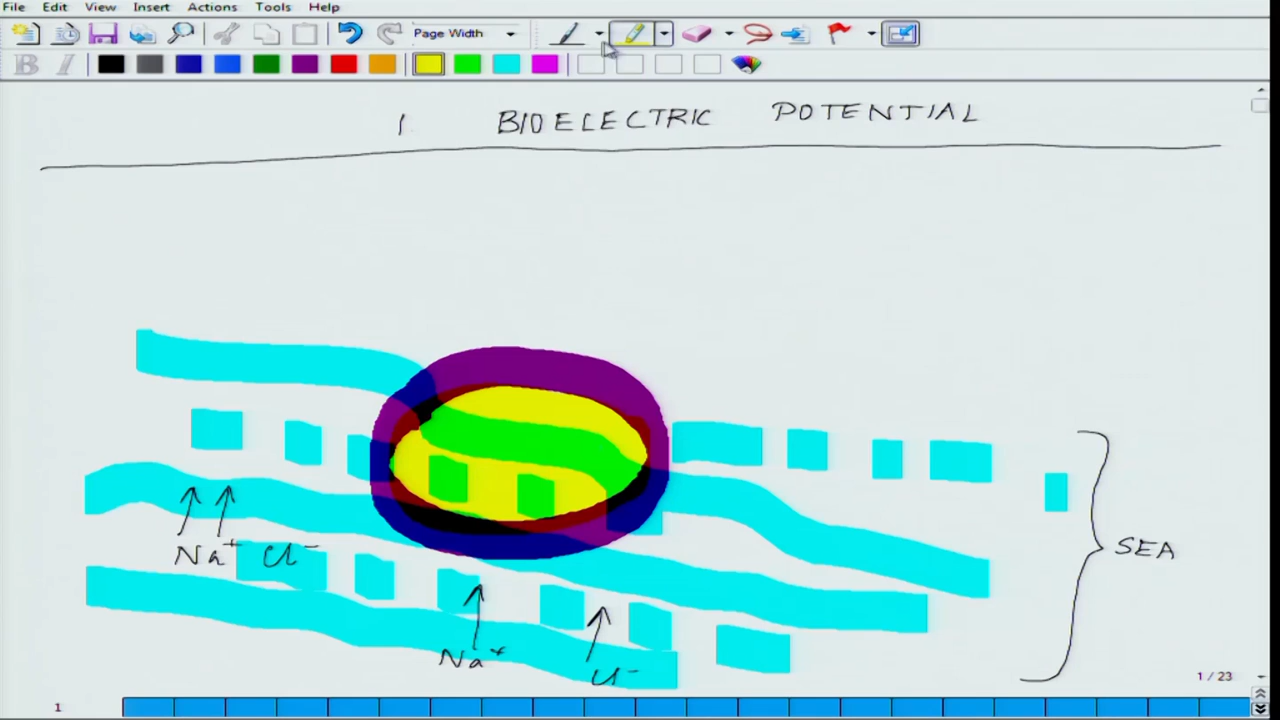 File Edit View Insert Actions Tools Help
Page Width
B I
1 BIOELECTRIC POTENTIAL
SEA
Na⁺ Cl⁻
Na⁺
Cl⁻
1 / 23
1